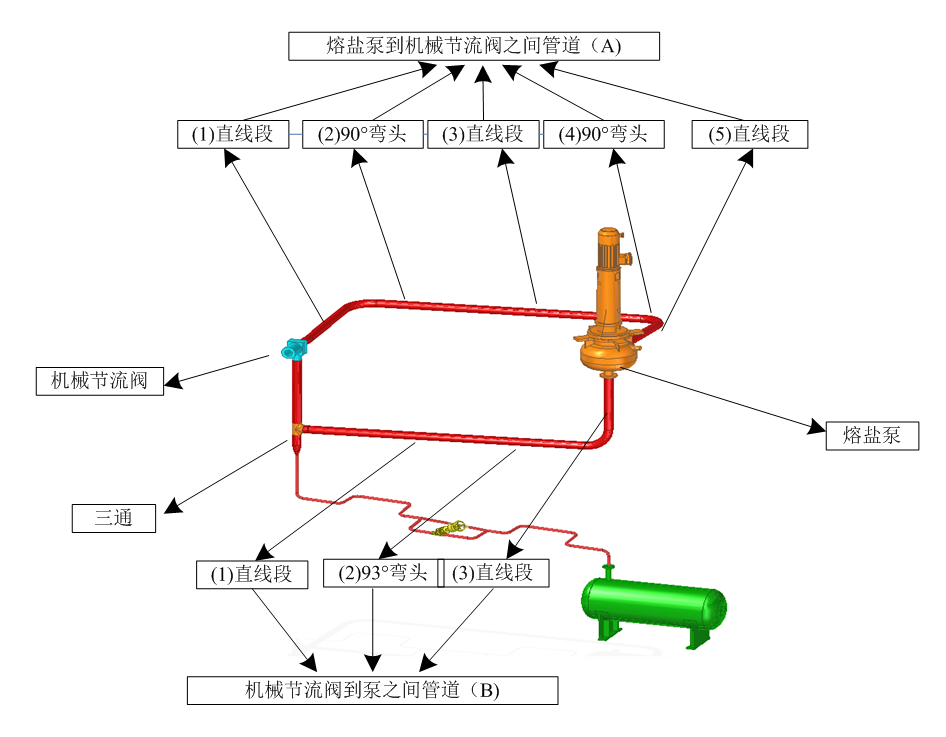 熔盐泵到机械节流阀之间管道（A)
(1)直线段
(2)90°弯头
(3)直线段
(4)90°弯头
(5)直线段
机械节流阀
熔盐泵
三通
(1)直线段
(2)93°弯头
(3)直线段
机械节流阀到泵之间管道（B)